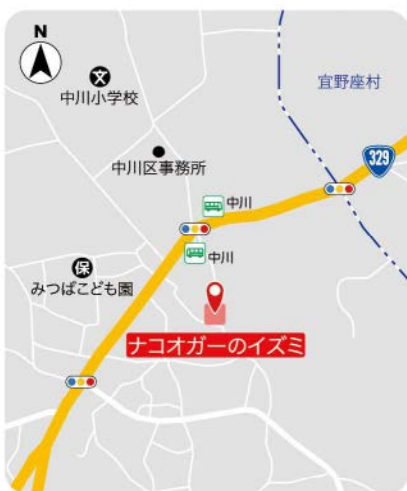 N
文
中川小学校
宜野座村
中川区事務所
329
中川
中川
保
みつばこども園
ナコオガーのイズミ